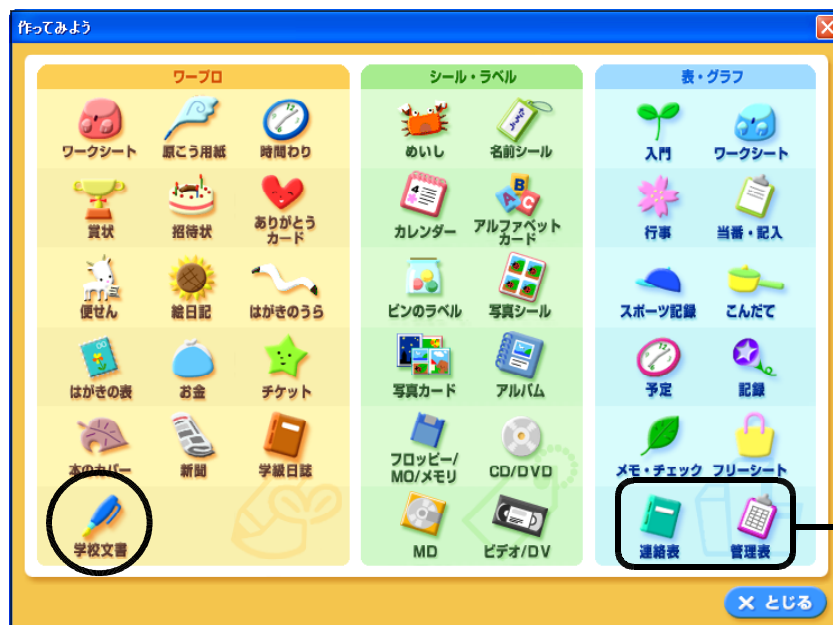 作ってみよう
ワープロ
ワークシート 原こう用紙 時間わり
賞状 招待状 ありがとう
カード
便せん 絵日記 はがきのうら
はがきの表 お金 チケット
本のカバー 新聞 学級日誌
学校文書
シール・ラベル
めいし 名前シール
カレンダー アルファベット
カード
ビンのラベル 写真シール
写真カード アルバム
フロッピー/
MO/メモリ CD/DVD
MD ビデオ/DV
表・グラフ
入門 ワークシート
行事 当番・記入
スポーツ記録 こんだて
予定 記録
メモ・チェック フリーシート
連絡表 管理表
× とじる